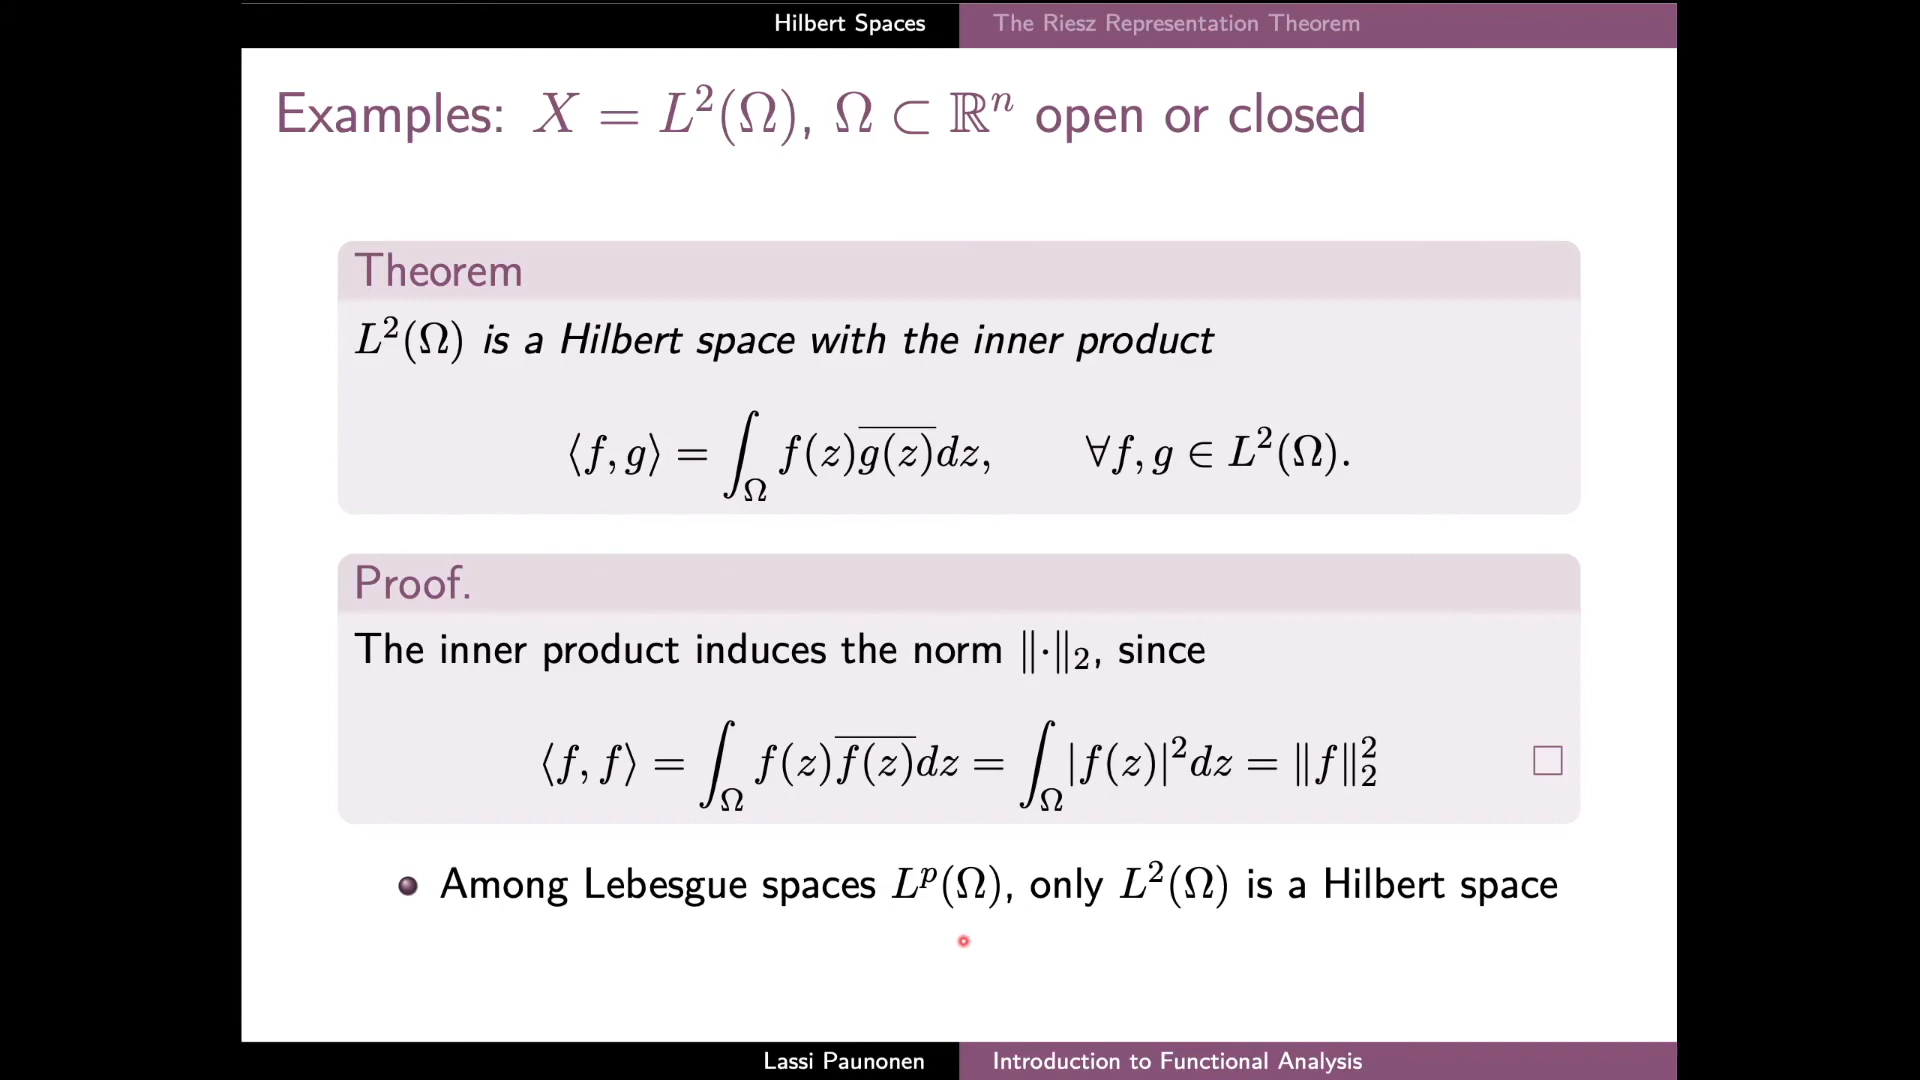 Hilbert Spaces The Riesz Representation Theorem
Examples: X = L²(Ω), Ω ⊂ ℝⁿ open or closed
Theorem
L²(Ω) is a Hilbert space with the inner product
⟨f, g⟩ = ∫_Ω f(z)\overline{g(z)}dz, ∀f, g ∈ L²(Ω).
Proof.
The inner product induces the norm ‖·‖₂, since
⟨f, f⟩ = ∫_Ω f(z)\overline{f(z)}dz = ∫_Ω |f(z)|²dz = ‖f‖₂² □
Among Lebesgue spaces Lᵖ(Ω), only L²(Ω) is a Hilbert space
Lassi Paunonen Introduction to Functional Analysis